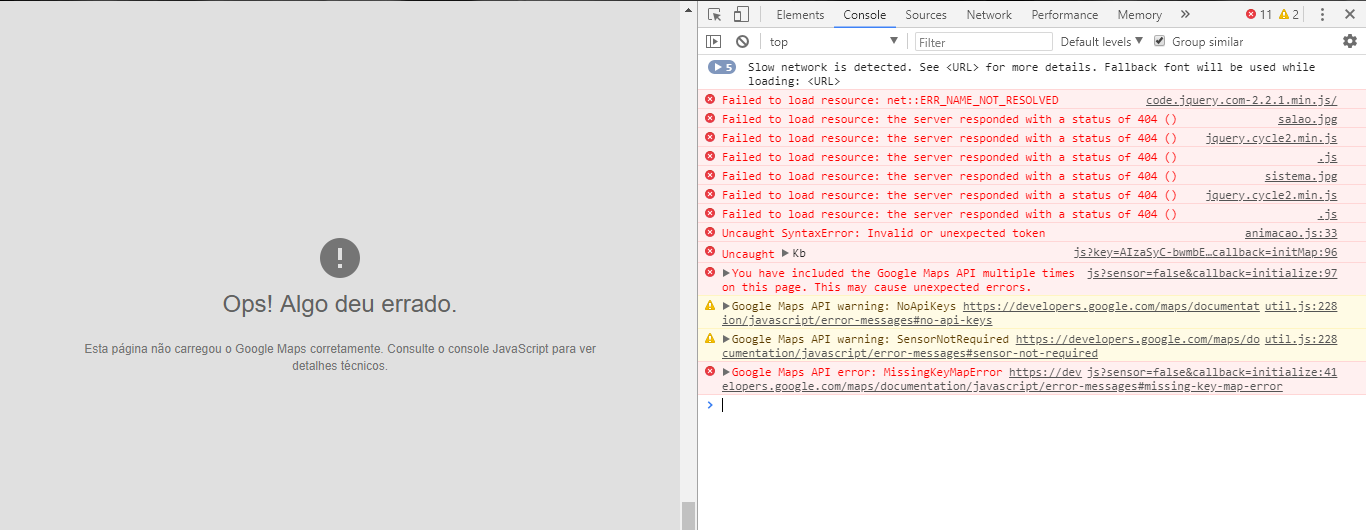 Ops! Algo deu errado.
Esta página não carregou o Google Maps corretamente. Consulte o console JavaScript para ver
detalhes técnicos.
Elements Console Sources Network Performance Memory » 11 2
top Filter Default levels Group similar
5 Slow network is detected. See <URL> for more details. Fallback font will be used while
loading: <URL>
Failed to load resource: net::ERR_NAME_NOT_RESOLVED code.jquery.com-2.2.1.min.js/
Failed to load resource: the server responded with a status of 404 () salao.jpg
Failed to load resource: the server responded with a status of 404 () jquery.cycle2.min.js
Failed to load resource: the server responded with a status of 404 () .js
Failed to load resource: the server responded with a status of 404 () sistema.jpg
Failed to load resource: the server responded with a status of 404 () jquery.cycle2.min.js
Failed to load resource: the server responded with a status of 404 () .js
Uncaught SyntaxError: Invalid or unexpected token animacao.js:33
Uncaught ▶Kb js?key=AIzaSyC-bwmbE…callback=initMap:96
▶You have included the Google Maps API multiple times js?sensor=false&callback=initialize:97
on this page. This may cause unexpected errors.
▶Google Maps API warning: NoApiKeys https://developers.google.com/maps/documentat util.js:228
ion/javascript/error-messages#no-api-keys
▶Google Maps API warning: SensorNotRequired https://developers.google.com/maps/do util.js:228
cumentation/javascript/error-messages#sensor-not-required
▶Google Maps API error: MissingKeyMapError https://dev js?sensor=false&callback=initialize:41
elopers.google.com/maps/documentation/javascript/error-messages#missing-key-map-error